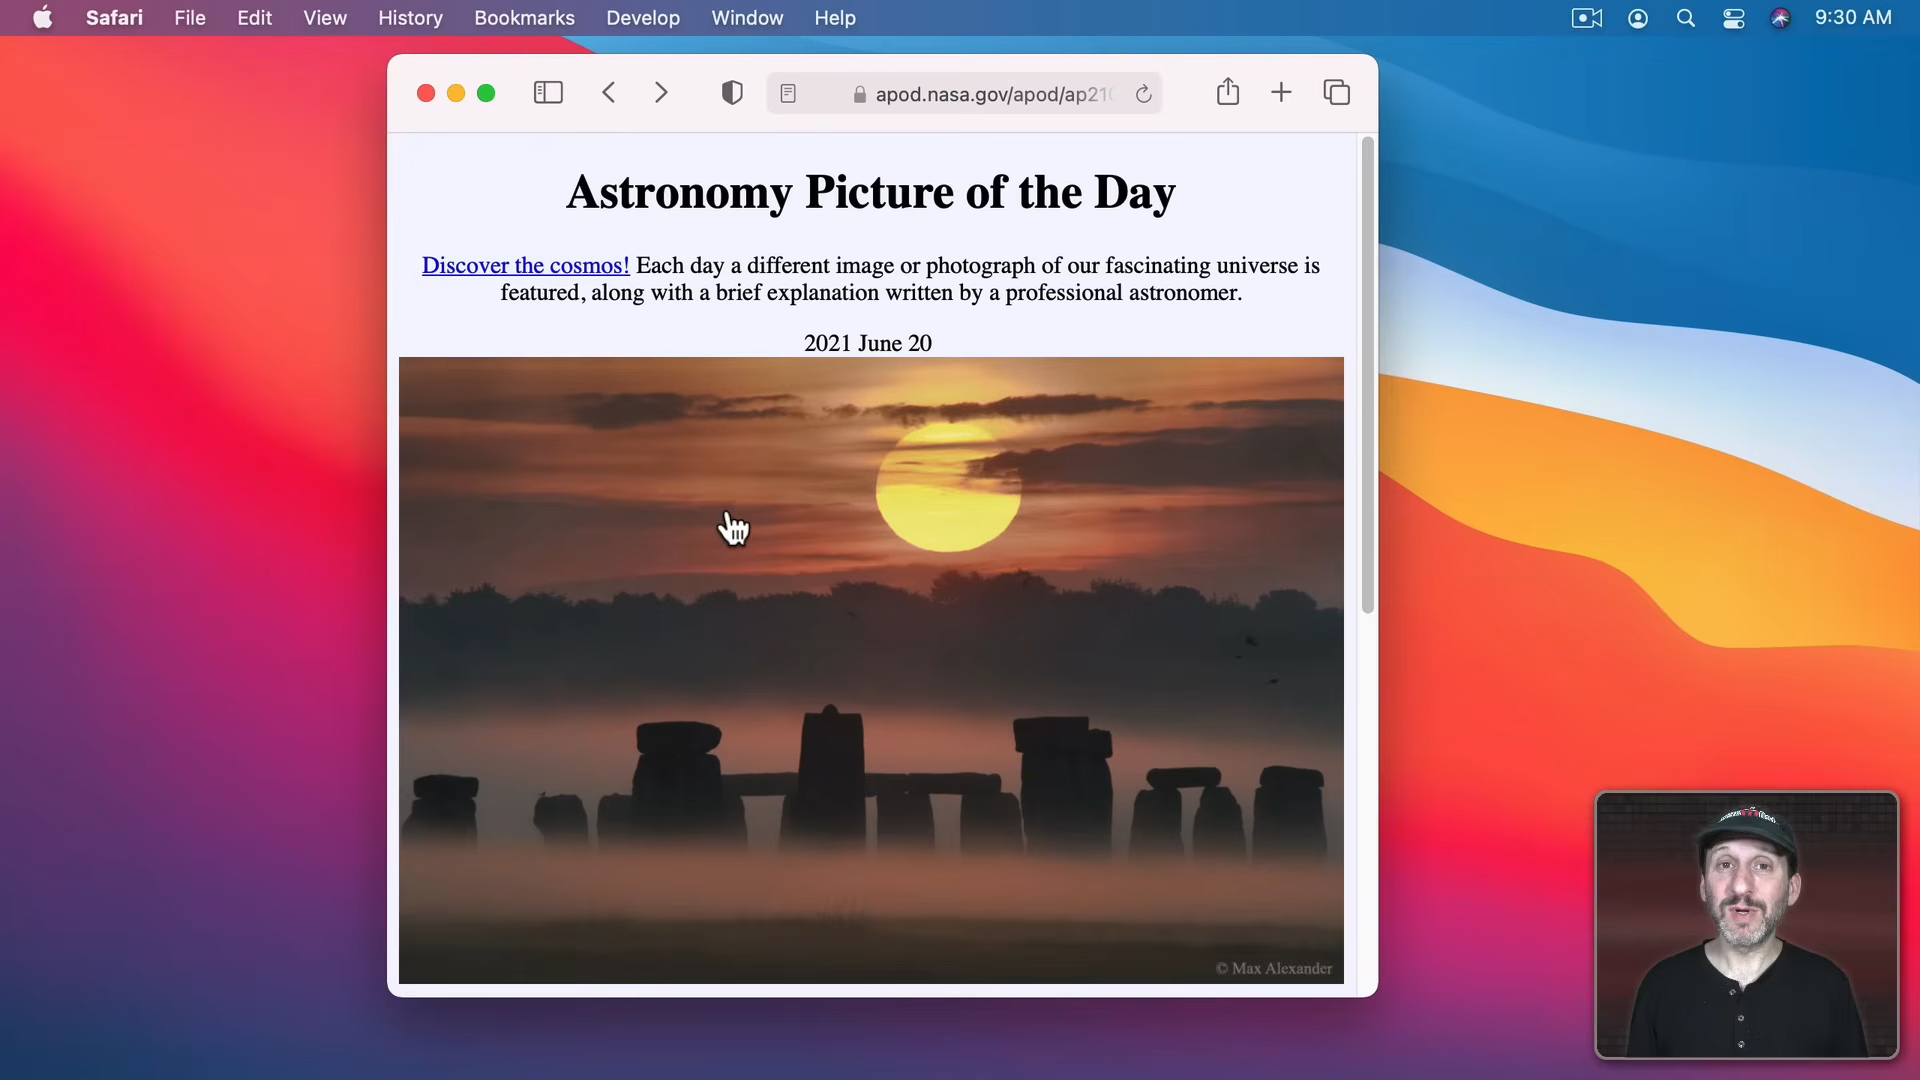 Safari File Edit View History Bookmarks Develop Window Help 9:30 AM
apod.nasa.gov/apod/ap210
Astronomy Picture of the Day
Discover the cosmos! Each day a different image or photograph of our fascinating universe is
featured, along with a brief explanation written by a professional astronomer.
2021 June 20
© Max Alexander